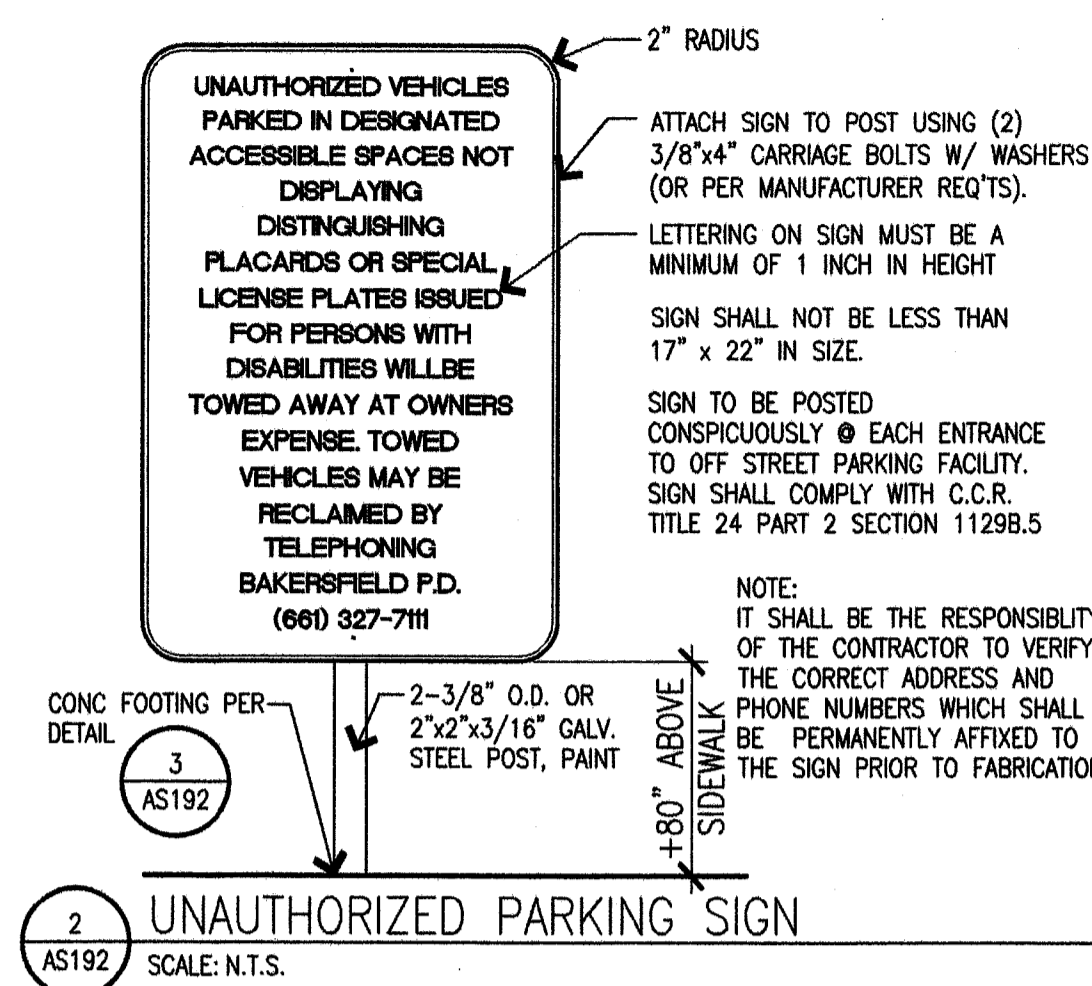 UNAUTHORIZED VEHICLES
PARKED IN DESIGNATED
ACCESSIBLE SPACES NOT
DISPLAYING
DISTINGUISHING
PLACARDS OR SPECIAL
LICENSE PLATES ISSUED
FOR PERSONS WITH
DISABILITIES WILLBE
TOWED AWAY AT OWNERS
EXPENSE. TOWED
VEHICLES MAY BE
RECLAIMED BY
TELEPHONING
BAKERSFIELD P.D.
(661) 327-7111
2" RADIUS
ATTACH SIGN TO POST USING (2)
3/8"x4" CARRIAGE BOLTS W/ WASHERS
(OR PER MANUFACTURER REQ'TS).
LETTERING ON SIGN MUST BE A
MINIMUM OF 1 INCH IN HEIGHT
SIGN SHALL NOT BE LESS THAN
17" x 22" IN SIZE.
SIGN TO BE POSTED
CONSPICUOUSLY @ EACH ENTRANCE
TO OFF STREET PARKING FACILITY.
SIGN SHALL COMPLY WITH C.C.R.
TITLE 24 PART 2 SECTION 1129B.5
NOTE:
IT SHALL BE THE RESPONSIBLITY
OF THE CONTRACTOR TO VERIFY
THE CORRECT ADDRESS AND
PHONE NUMBERS WHICH SHALL
BE PERMANENTLY AFFIXED TO
THE SIGN PRIOR TO FABRICATION
CONC FOOTING PER
DETAIL
3
AS192
2-3/8" O.D. OR
2"x2"x3/16" GALV.
STEEL POST, PAINT
+80" ABOVE
SIDEWALK
2
AS192
UNAUTHORIZED PARKING SIGN
SCALE: N.T.S.